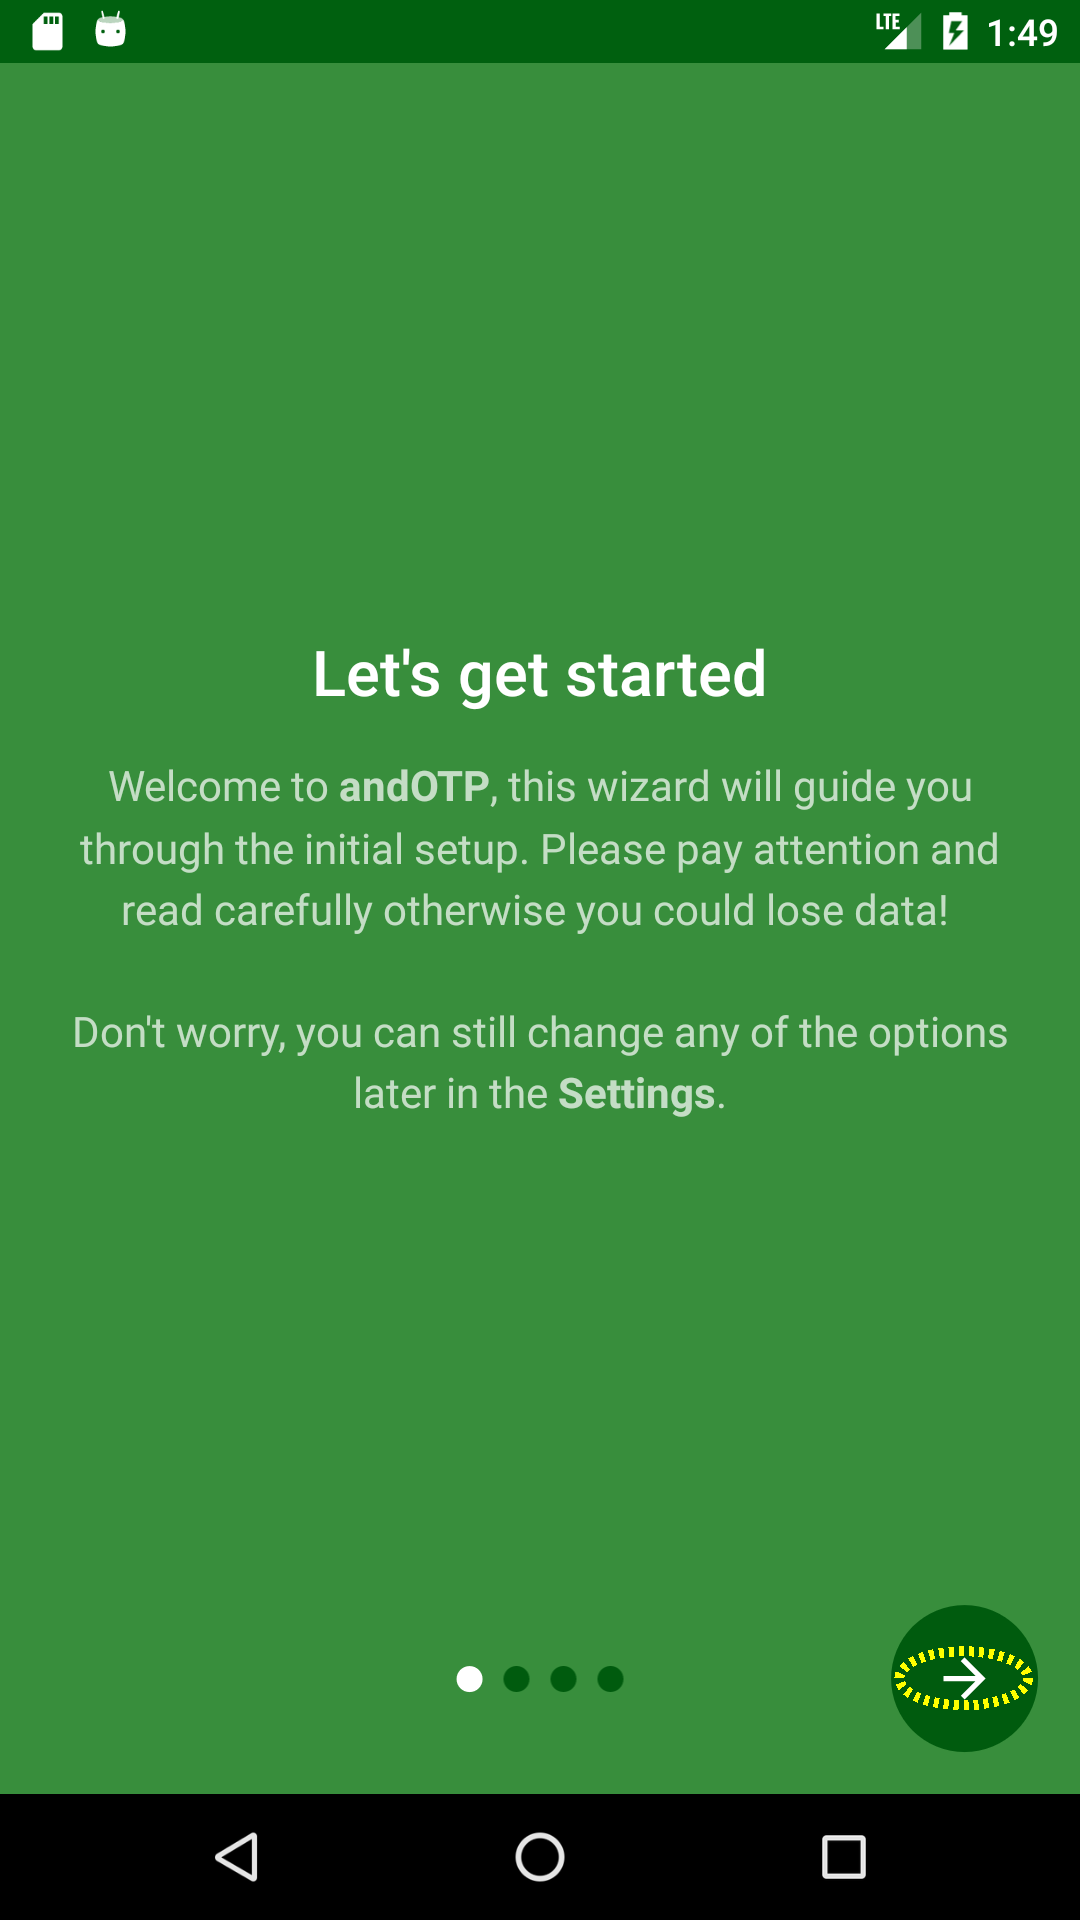 LTE 1:49
Let's get started
Welcome to andOTP, this wizard will guide you
through the initial setup. Please pay attention and
read carefully otherwise you could lose data!
Don't worry, you can still change any of the options
later in the Settings.